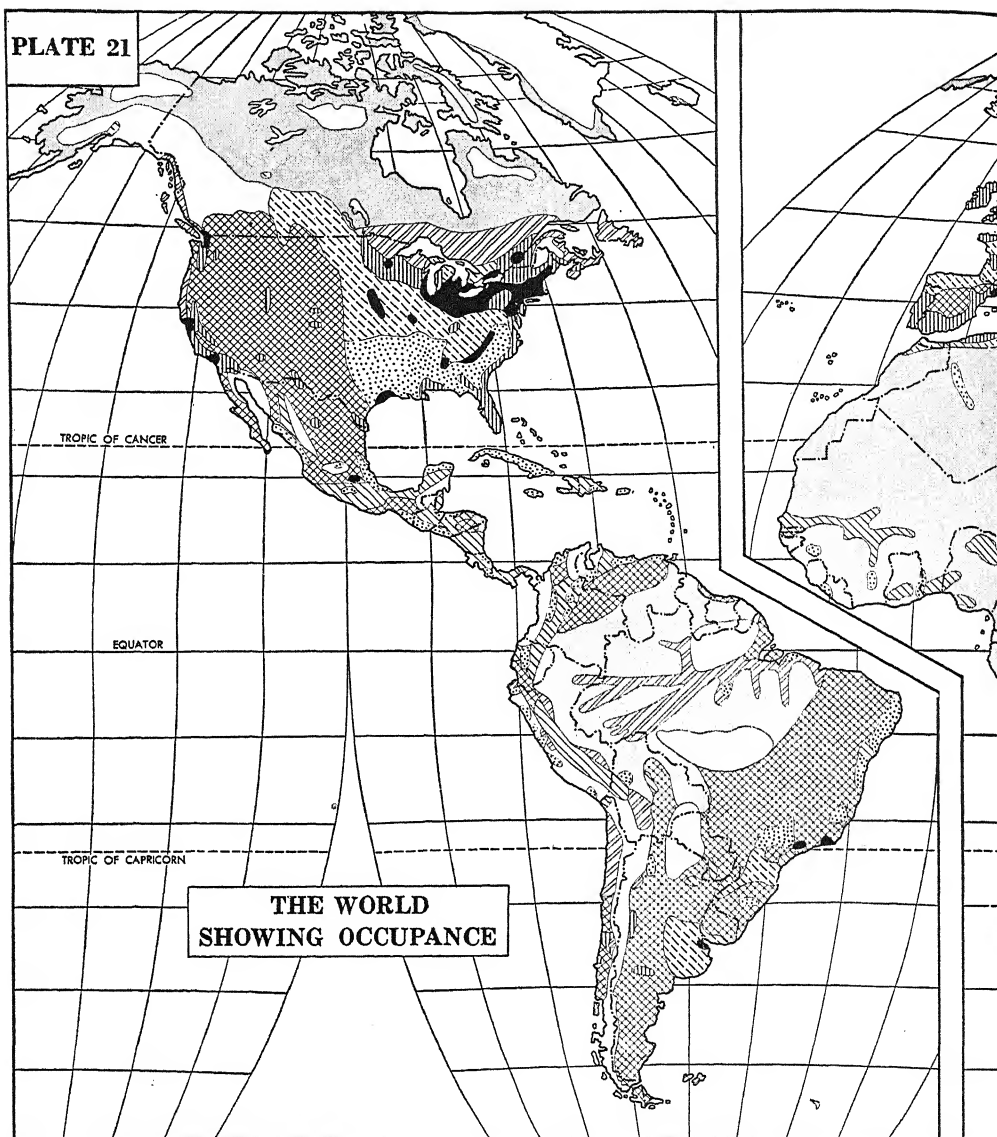 PLATE 21
TROPIC OF CANCER
EQUATOR
TROPIC OF CAPRICORN
THE WORLD
SHOWING OCCUPANCE